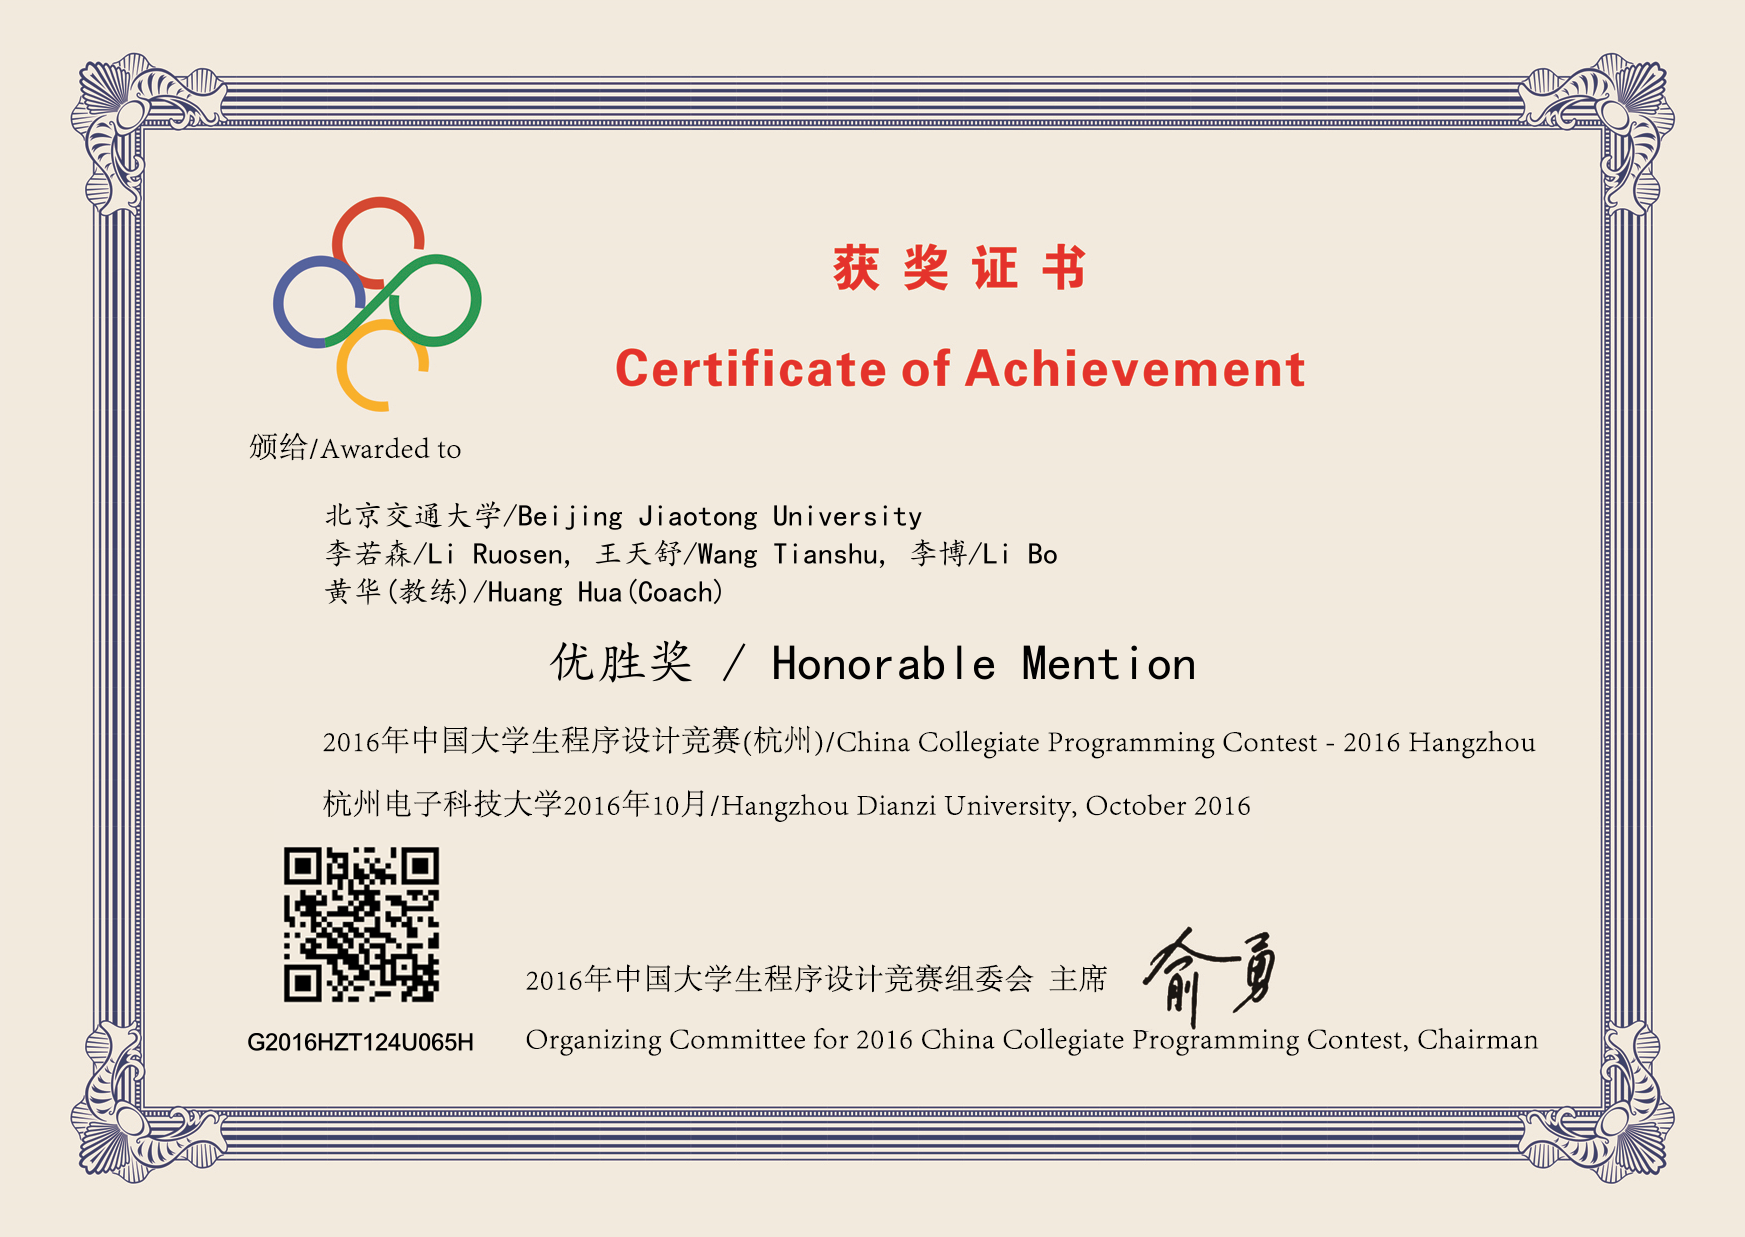 获奖证书
Certificate of Achievement
颁给/Awarded to
北京交通大学/Beijing Jiaotong University
李若森/Li Ruosen, 王天舒/Wang Tianshu, 李博/Li Bo
黄华(教练)/Huang Hua(Coach)
优胜奖 / Honorable Mention
2016年中国大学生程序设计竞赛(杭州)/China Collegiate Programming Contest - 2016 Hangzhou
杭州电子科技大学2016年10月/Hangzhou Dianzi University, October 2016
2016年中国大学生程序设计竞赛组委会 主席 俞勇
G2016HZT124U065H
Organizing Committee for 2016 China Collegiate Programming Contest, Chairman